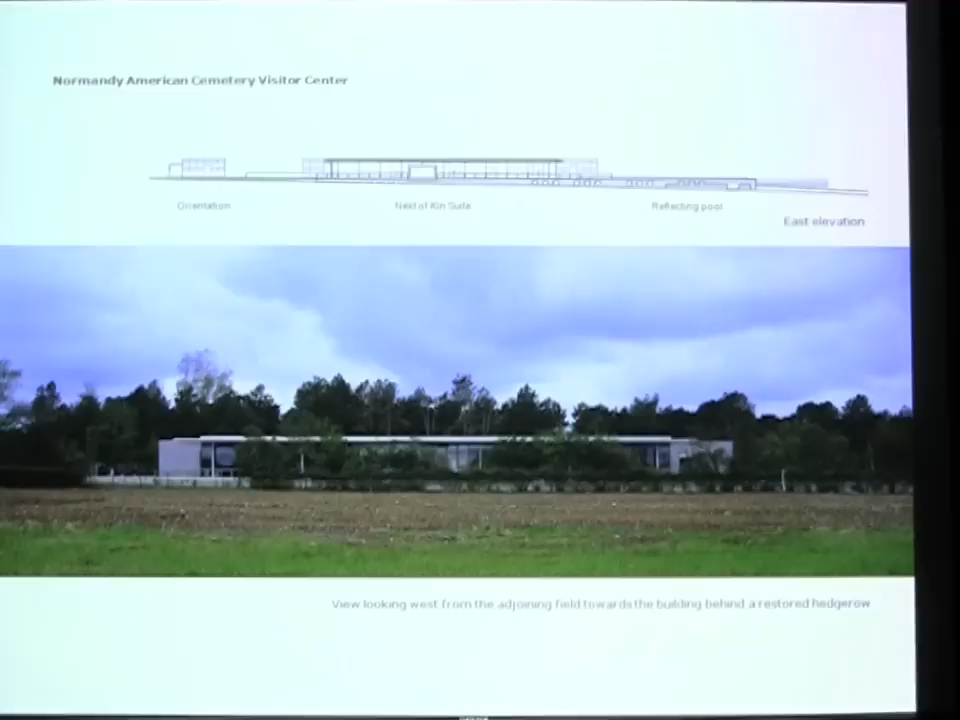 Normandy American Cemetery Visitor Center
Orientation
Next of Kin Suite
Reflecting pool
East elevation
View looking west from the adjoining field towards the building behind a restored hedgerow